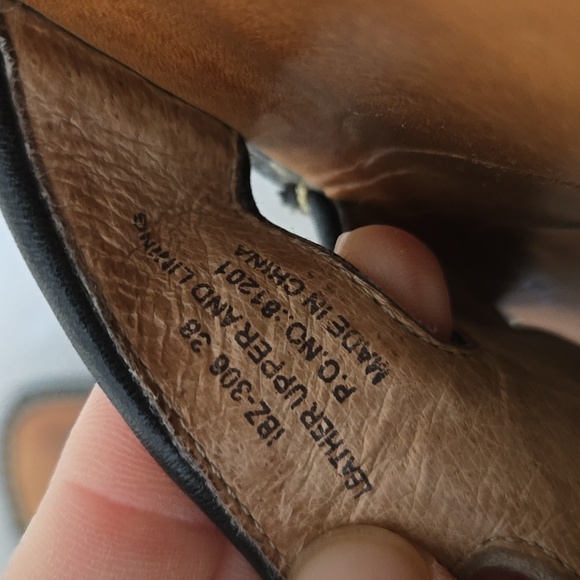 IBZ-306 38
LEATHER UPPER AND LINING
P.O.NO.:81201
MADE IN CHINA